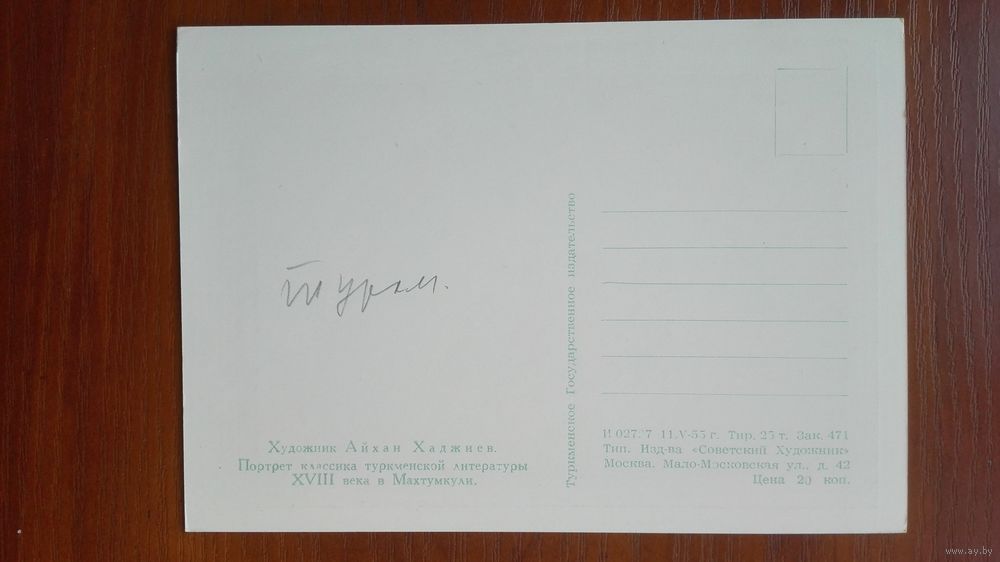 Туркм.
Художник Айхан Хаджиев.
Портрет классика туркменской литературы
XVIII века в Махтумкули.
Туркменское Государственное издательство
11.V-55 г. Тир. 25 т. Зак. 471
Тип. Изд-ва «Советский Художник»
Москва. Мало-Московская ул., д. 42
Цена 20 коп.
www.ay.by